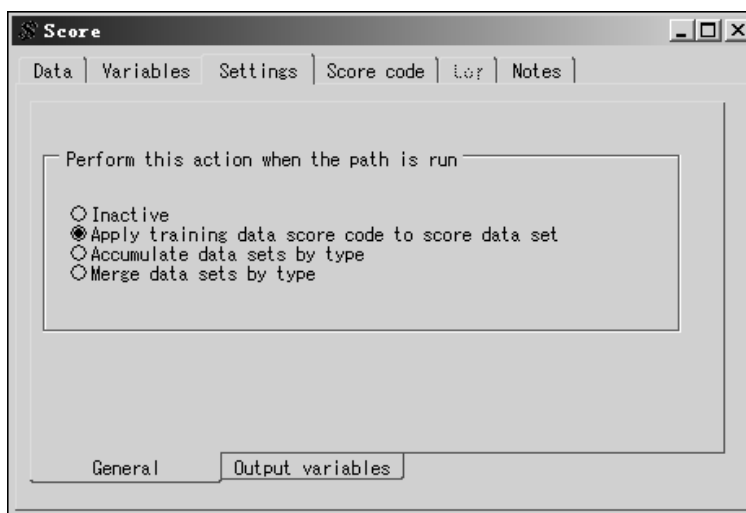 Score
Data Variables Settings Score code Log Notes
Perform this action when the path is run
Inactive
Apply training data score code to score data set
Accumulate data sets by type
Merge data sets by type
General Output variables